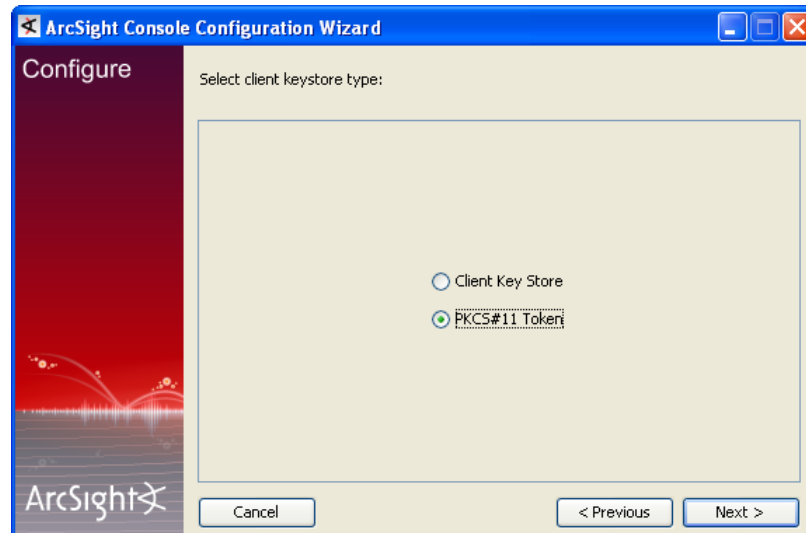 ArcSight Console Configuration Wizard
Configure
Select client keystore type:
Client Key Store
PKCS#11 Token
ArcSight
Cancel
< Previous
Next >